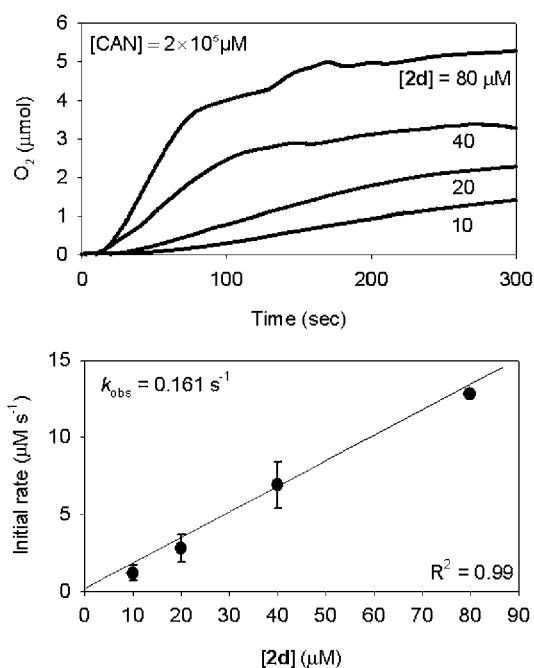 [CAN] = 2×10⁵μM
[2d] = 80 μM
40
20
10
O₂ (μmol)
6
5
4
3
2
1
0
0 100 200 300
Time (sec)
k_obs = 0.161 s⁻¹
R² = 0.99
Initial rate (μM s⁻¹)
15
10
5
0
0 10 20 30 40 50 60 70 80 90
[2d] (μM)